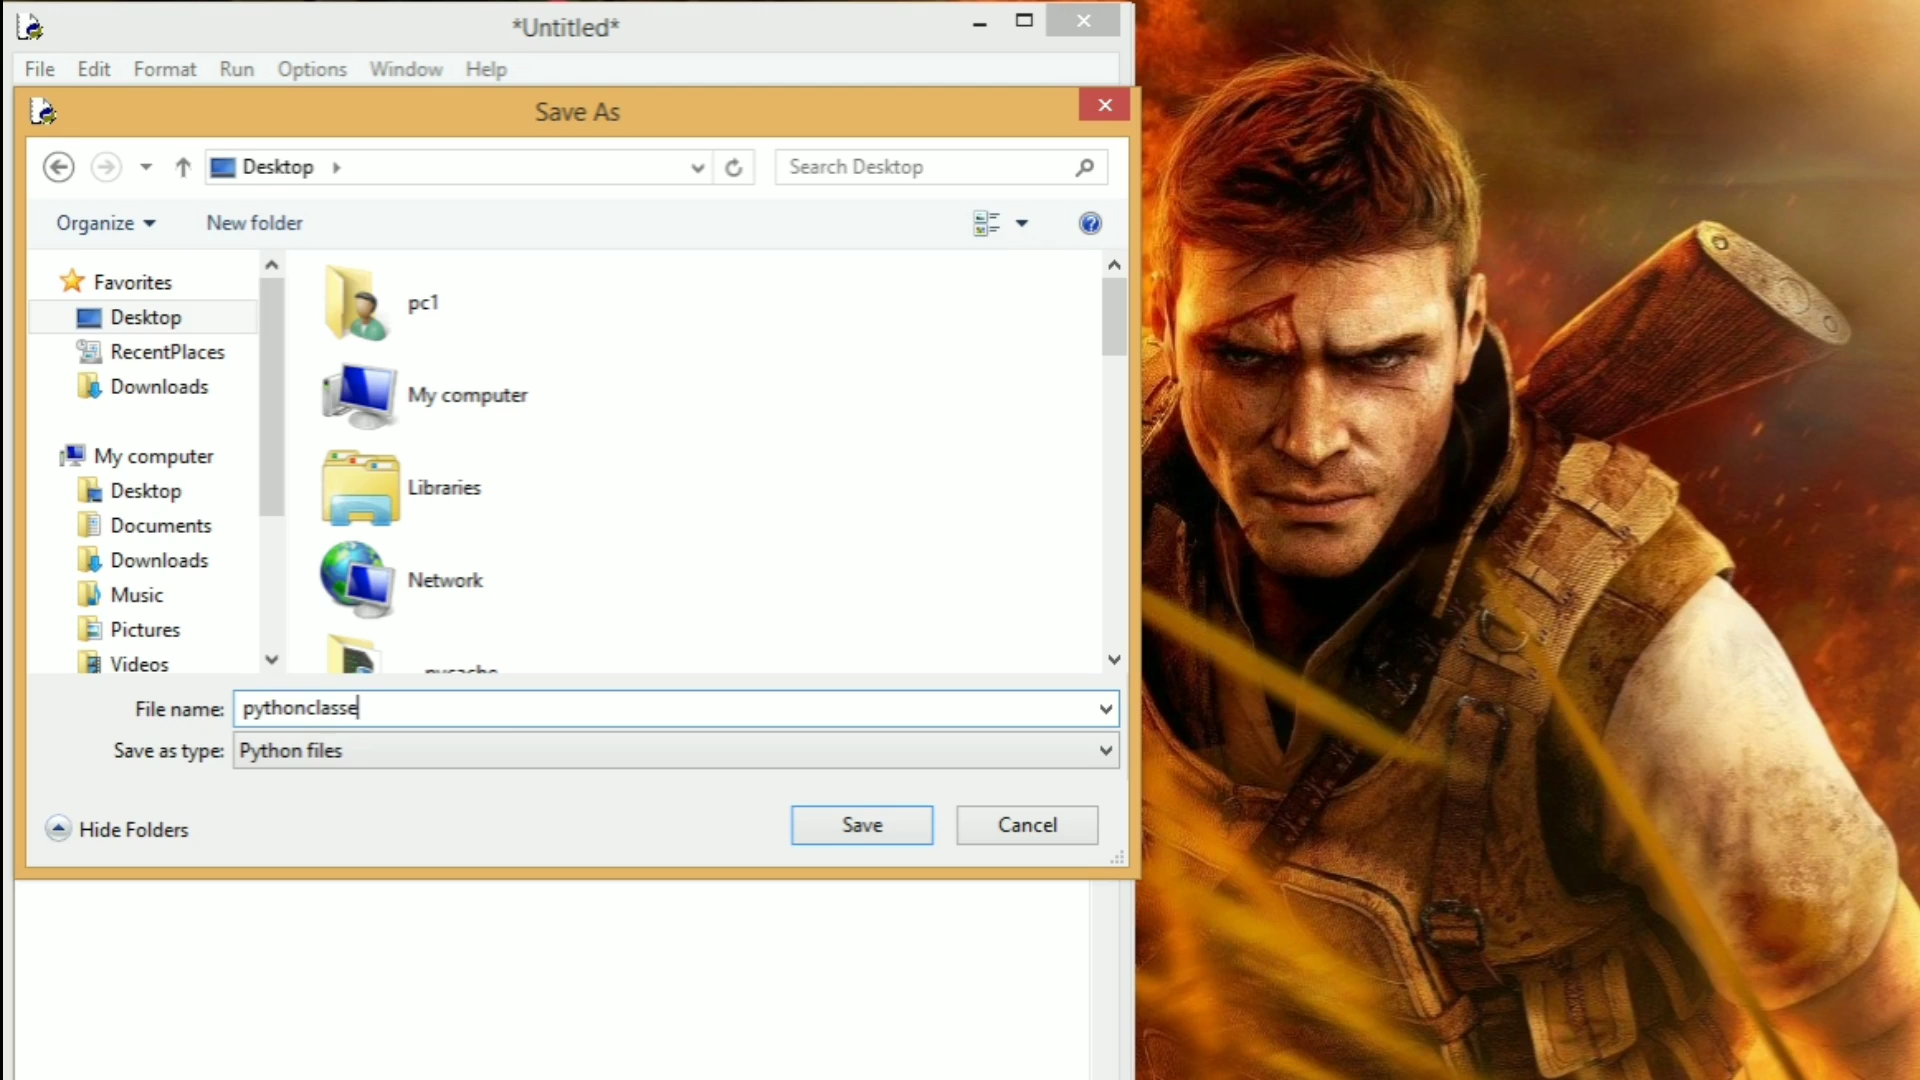 *Untitled*
File Edit Format Run Options Window Help
Save As
Desktop
Search Desktop
Organize New folder
Favorites
Desktop
RecentPlaces
Downloads
My computer
Desktop
Documents
Downloads
Music
Pictures
Videos
pc1
My computer
Libraries
Network
File name: pythonclasse
Save as type: Python files
Hide Folders
Save Cancel